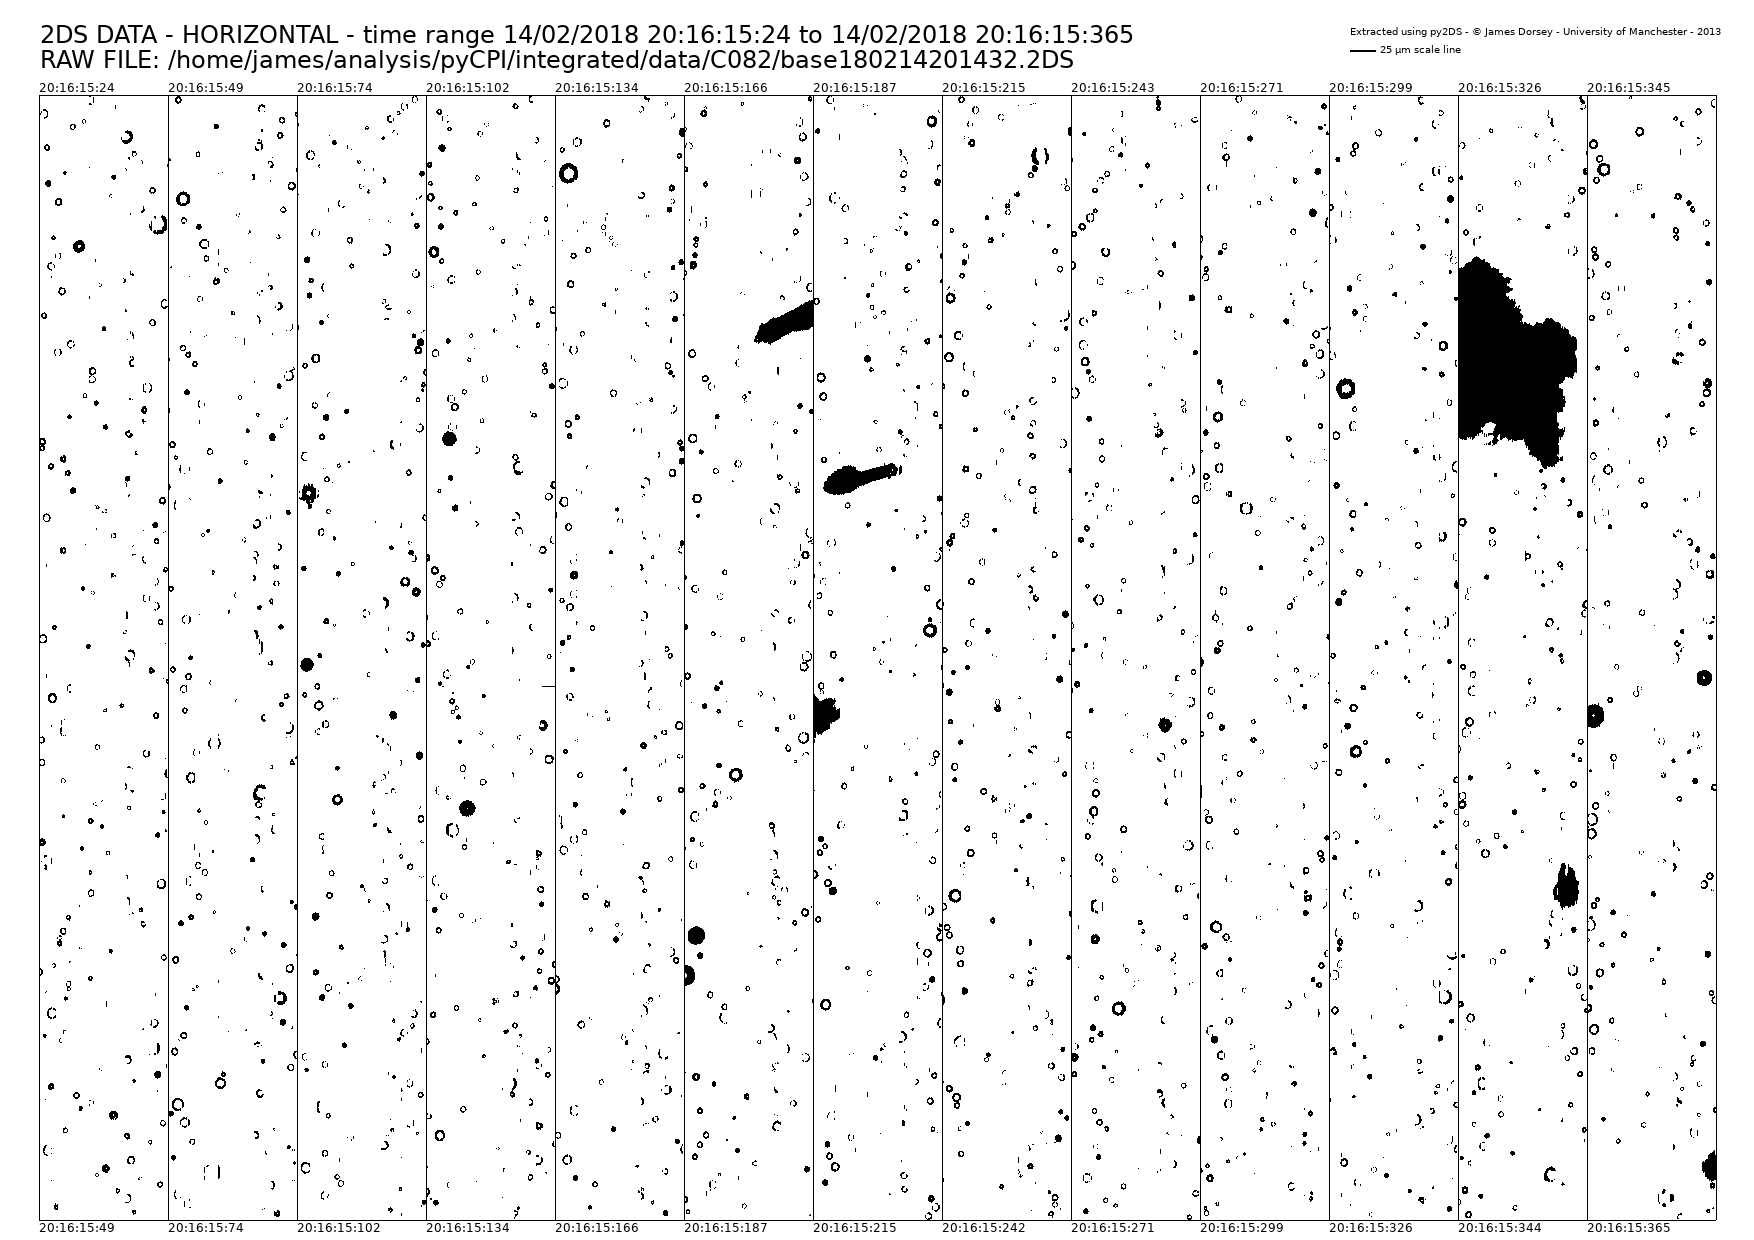 2DS DATA - HORIZONTAL - time range 14/02/2018 20:16:15:24 to 14/02/2018 20:16:15:365
RAW FILE: /home/james/analysis/pyCPI/integrated/data/C082/base180214201432.2DS
Extracted using py2DS - © James Dorsey - University of Manchester - 2013
25 µm scale line
20:16:15:24 20:16:15:49 20:16:15:74 20:16:15:102 20:16:15:134 20:16:15:166 20:16:15:187 20:16:15:215 20:16:15:243 20:16:15:271 20:16:15:299 20:16:15:326 20:16:15:345
20:16:15:49 20:16:15:74 20:16:15:102 20:16:15:134 20:16:15:166 20:16:15:187 20:16:15:215 20:16:15:242 20:16:15:271 20:16:15:299 20:16:15:326 20:16:15:344 20:16:15:365